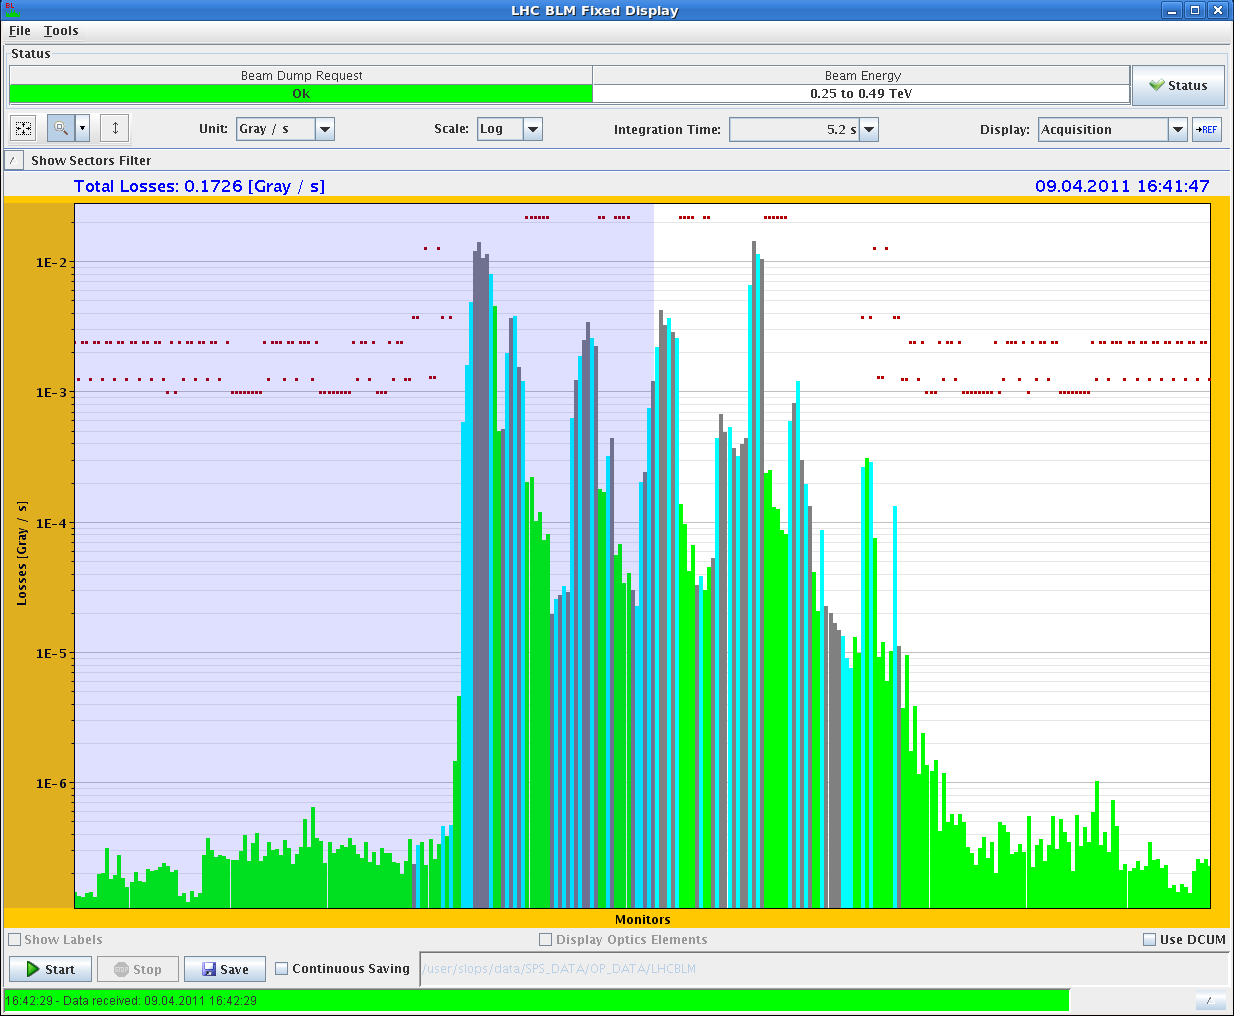 BL
LHC BLM Fixed Display
File Tools
Status
Beam Dump Request Beam Energy
Ok 0.25 to 0.49 TeV
Status
Unit: Gray / s Scale: Log Integration Time: 5.2 s Display: Acquisition →REF
Show Sectors Filter
Total Losses: 0.1726 [Gray / s] 09.04.2011 16:41:47
1E-2
1E-3
1E-4
1E-5
1E-6
Losses [Gray / s]
Monitors
Show Labels Display Optics Elements Use DCUM
Start STOP Stop Save Continuous Saving /user/slops/data/SPS_DATA/OP_DATA/LHCBLM
16:42:29 - Data received: 09.04.2011 16:42:29